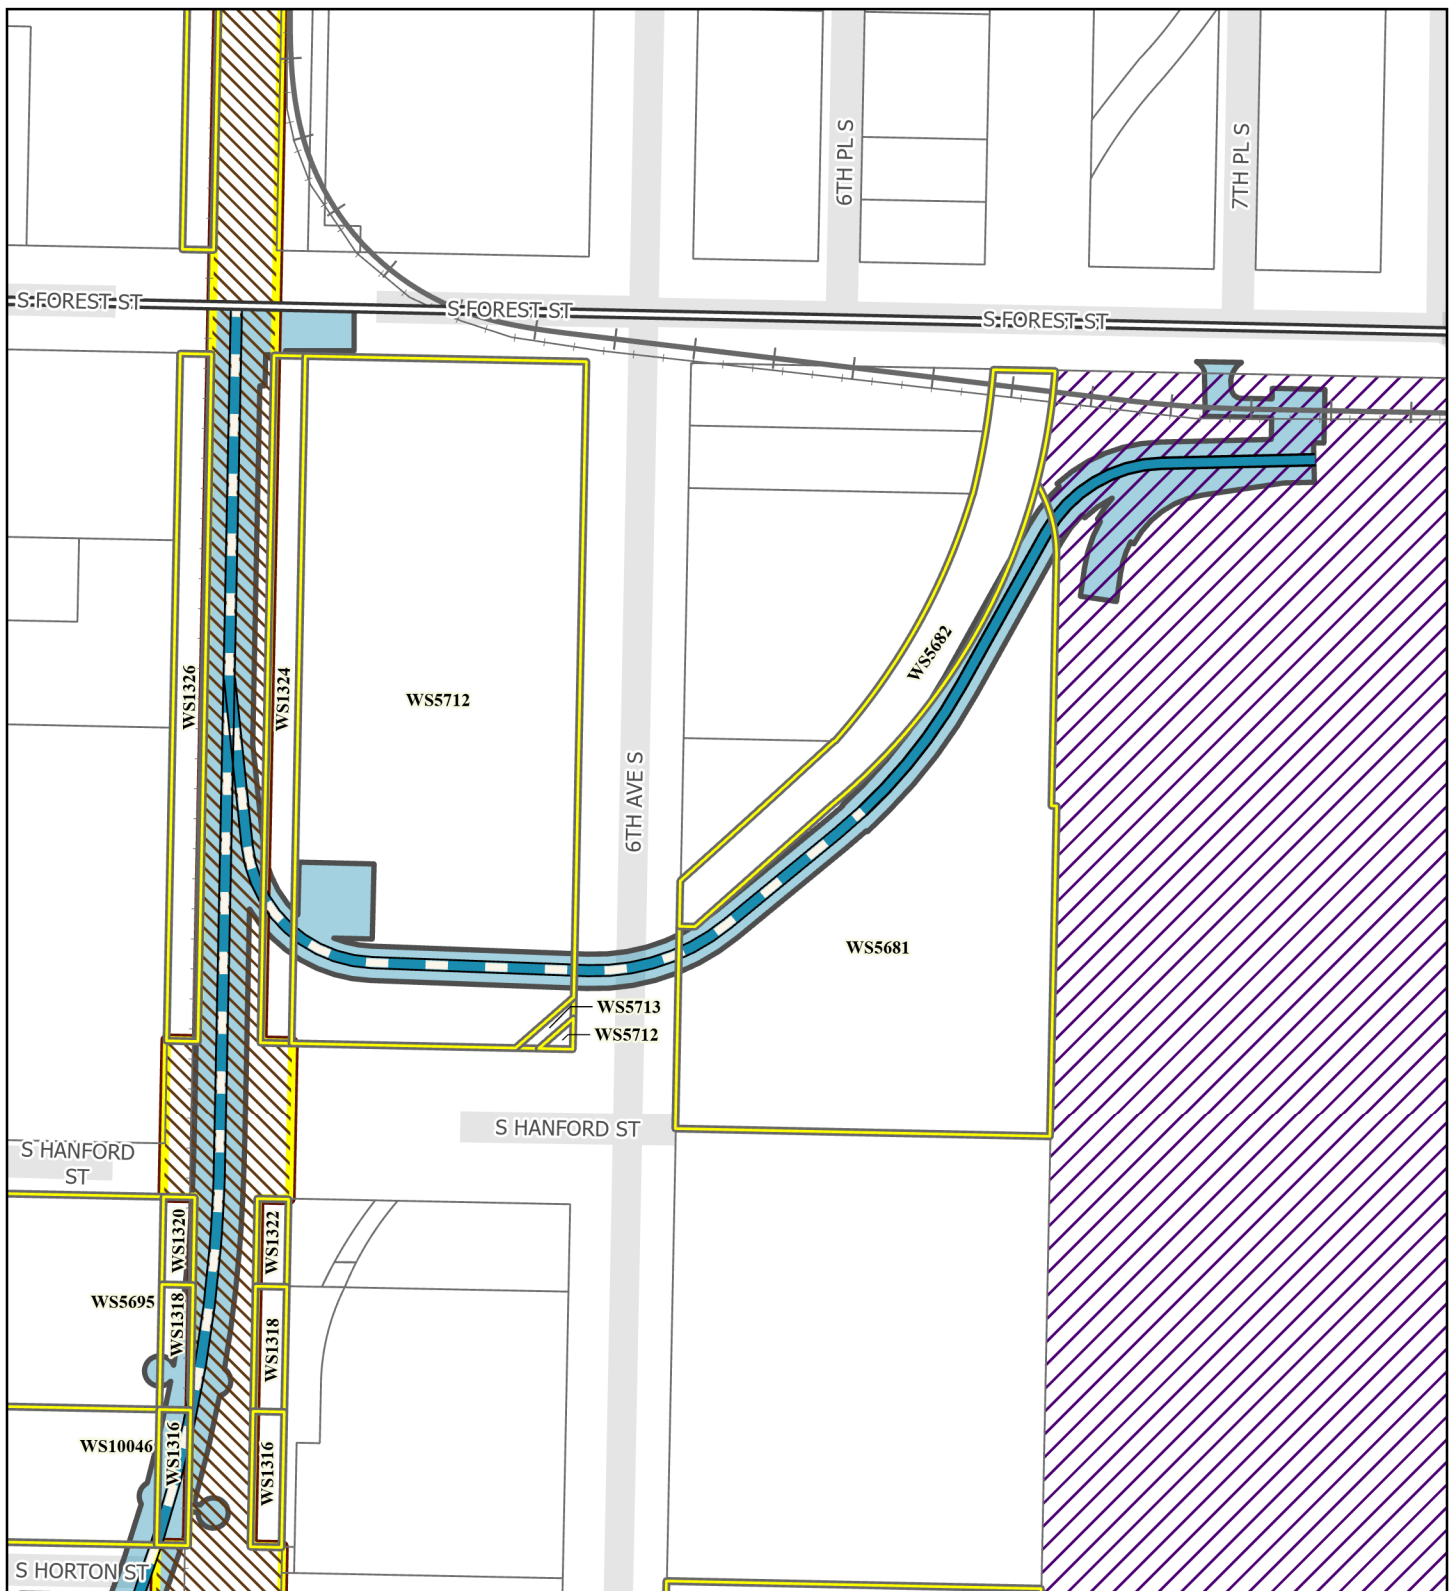 6TH PL S
7TH PL S
S FOREST ST
S FOREST ST
S FOREST ST
WS1326
WS1324
WS5712
WS5682
6TH AVE S
WS5681
WS5713
WS5712
S HANFORD ST
S HANFORD
ST
WS1320
WS1322
WS5695
WS1318
WS1318
WS10046
WS1316
WS1316
S HORTON ST